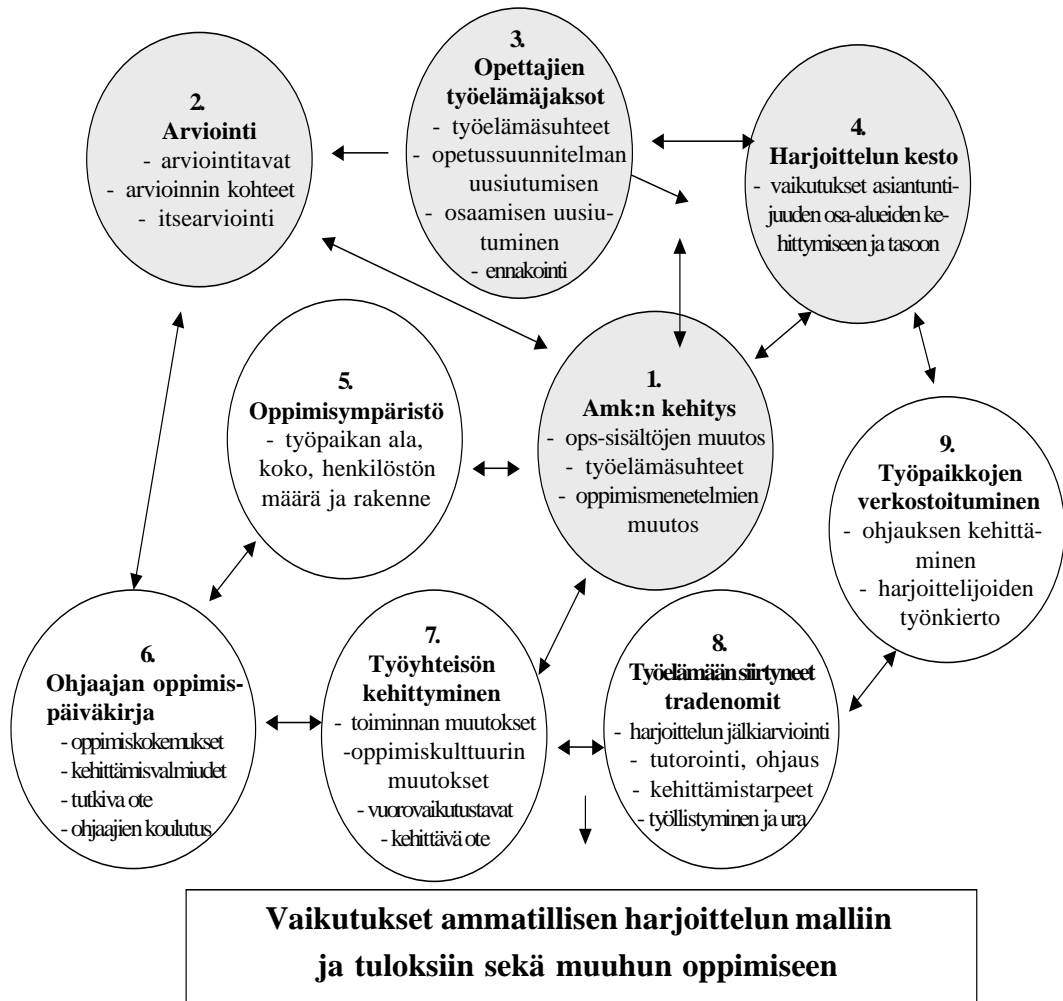 3.
Opettajien
työelämäjaksot
- työelämäsuhteet
- opetussuunnitelman
uusiutumisen
- osaamisen uusiu-
tuminen
- ennakointi
2.
Arviointi
- arviointitavat
- arvioinnin kohteet
- itsearviointi
4.
Harjoittelun kesto
- vaikutukset asiantunti-
juuden osa-alueiden ke-
hittymiseen ja tasoon
5.
Oppimisympäristö
- työpaikan ala,
koko, henkilöstön
määrä ja rakenne
1.
Amk:n kehitys
- ops-sisältöjen muutos
- työelämäsuhteet
- oppimismenetelmien
muutos
9.
Työpaikkojen
verkostoituminen
- ohjauksen kehittä-
minen
- harjoittelijoiden
työnkierto
6.
Ohjaajan oppimis-
päiväkirja
- oppimiskokemukset
- kehittämisvalmiudet
- tutkiva ote
- ohjaajien koulutus
7.
Työyhteisön
kehittyminen
- toiminnan muutokset
-oppimiskulttuurin
muutokset
- vuorovaikutustavat
- kehittävä ote
8.
Työelämään siirtyneet
tradenomit
- harjoittelun jälkiarviointi
- tutorointi, ohjaus
- kehittämistarpeet
- työllistyminen ja ura
Vaikutukset ammatillisen harjoittelun malliin
ja tuloksiin sekä muuhun oppimiseen